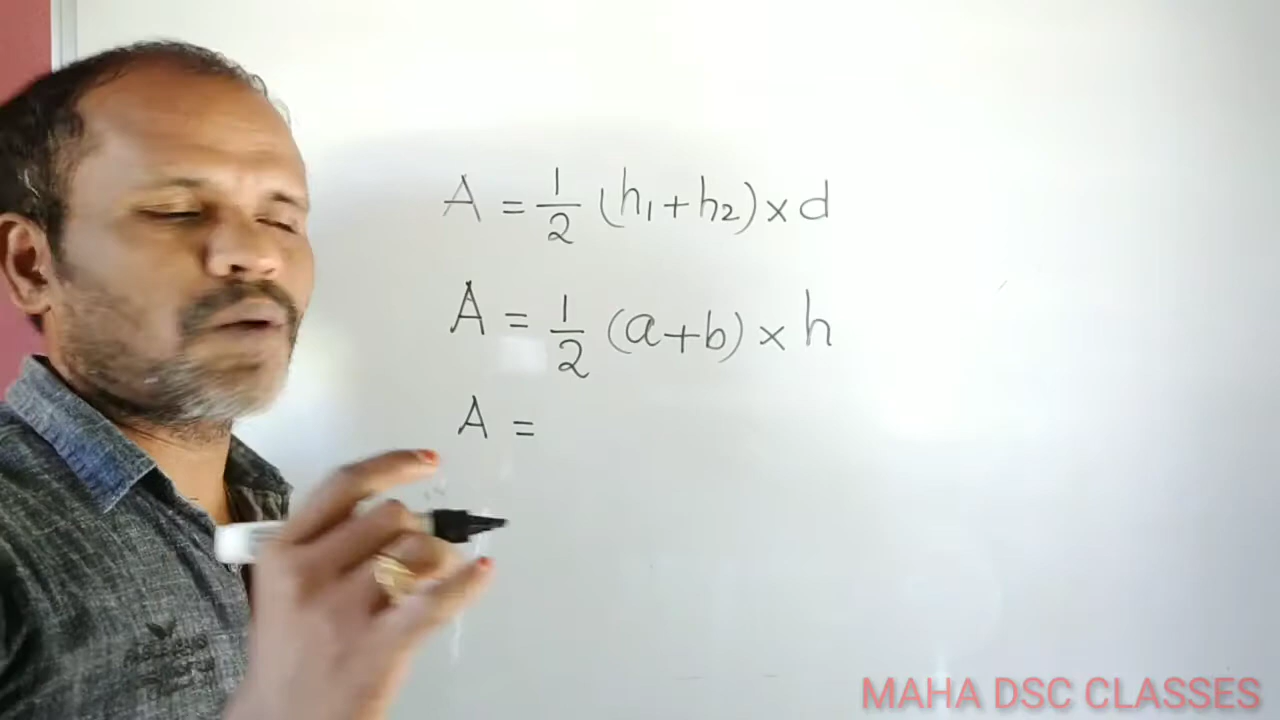 A = 1/2 (h₁+h₂)×d
A = 1/2 (a+b)×h
A =
MAHA DSC CLASSES